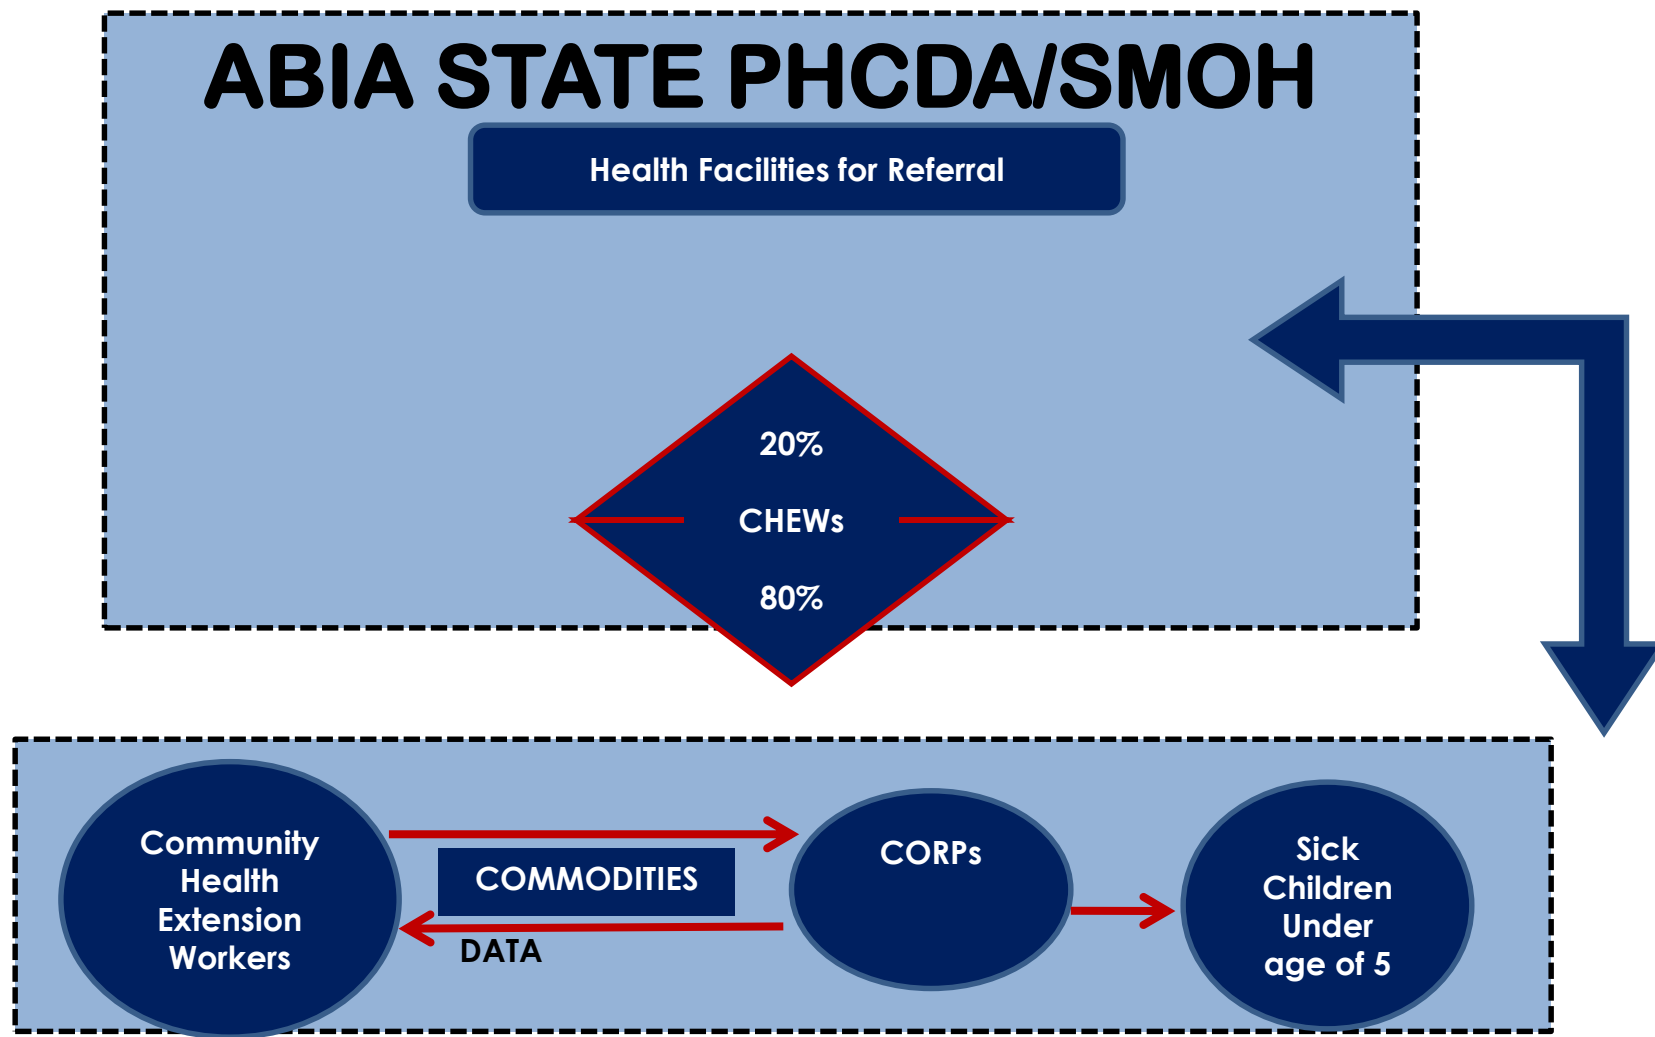 ABIA STATE PHCDA/SMOH
Health Facilities for Referral
20%
CHEWs
80%
Community
Health
Extension
Workers
COMMODITIES
DATA
CORPs
Sick
Children
Under
age of 5